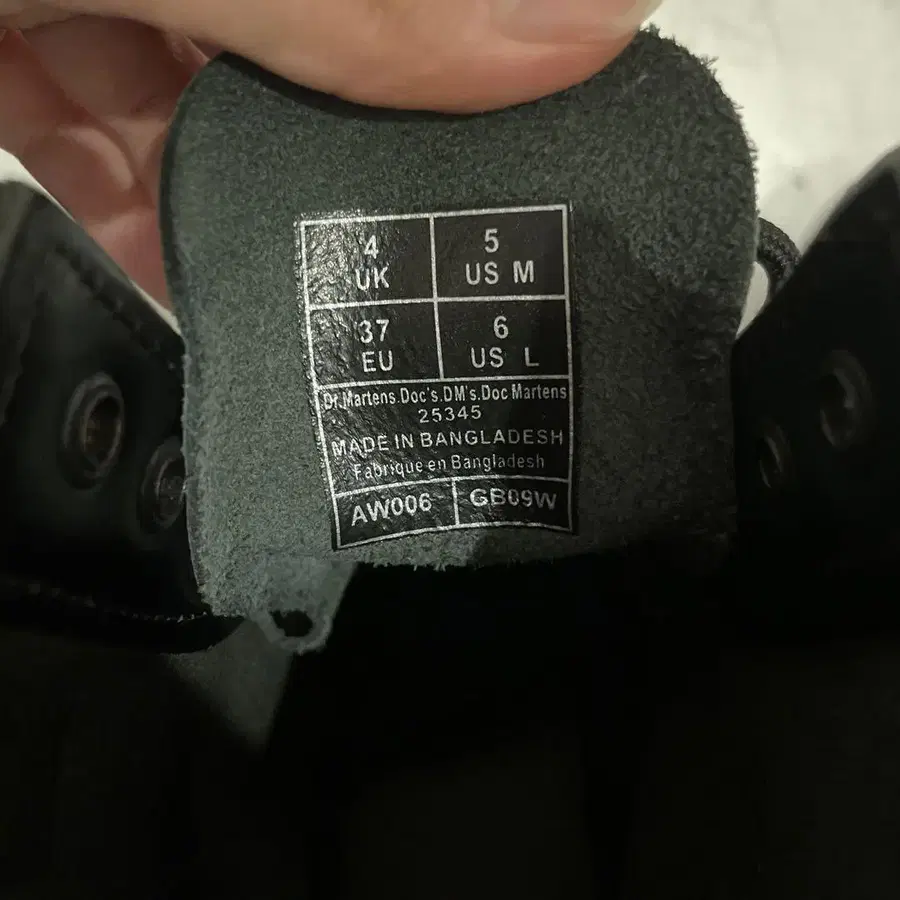 4
UK
5
US M
37
EU
6
US L
Dr.Martens.Doc's.DM's.Doc Martens
25345
MADE IN BANGLADESH
Fabrique en Bangladesh
AW006
GB09W